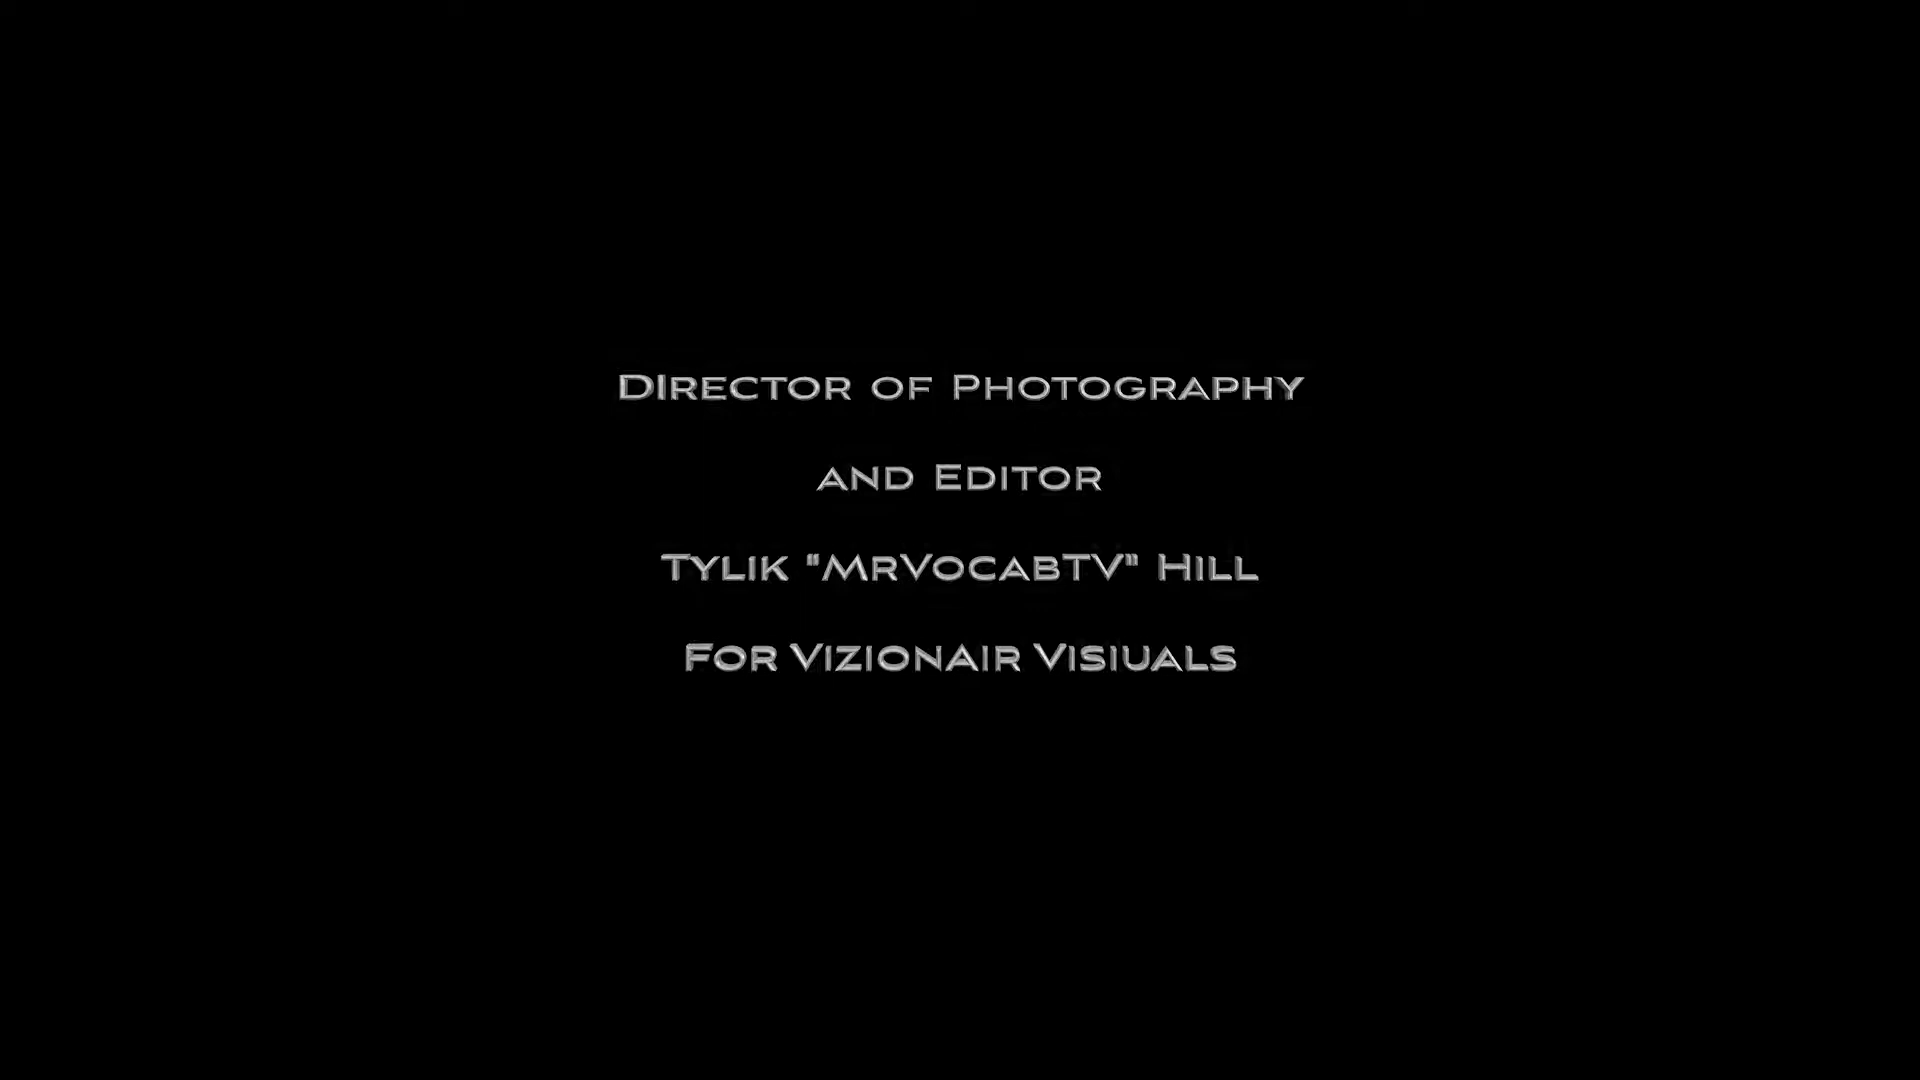 Director of Photography
and Editor
Tylik "MrVocabTV" Hill
For VizionAir Visiuals